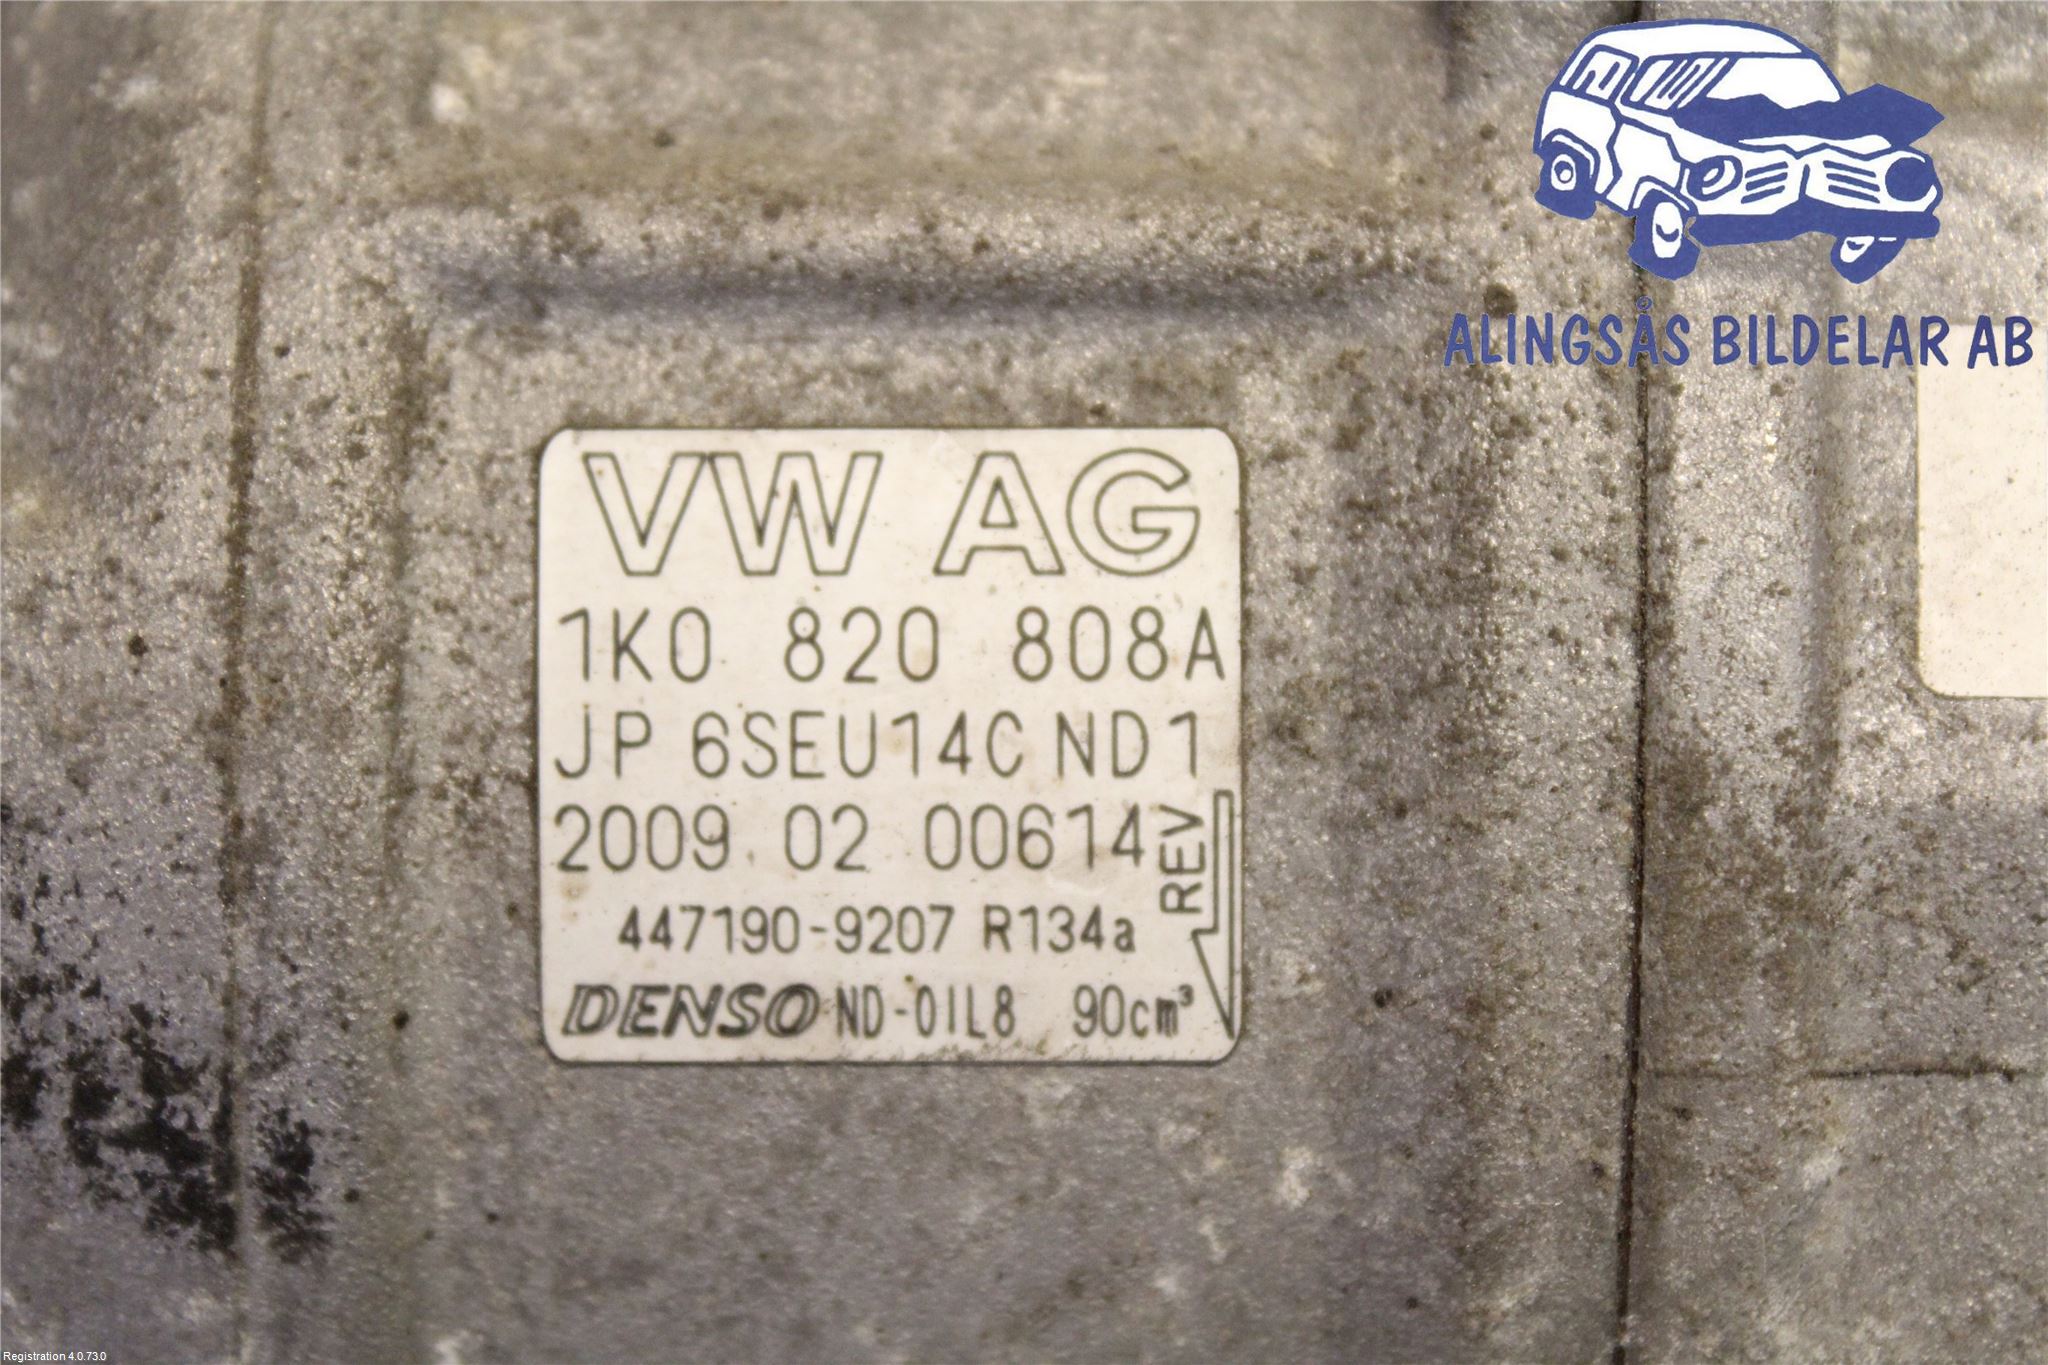 ALINGSÅS BILDELAR AB
VW AG
1K0 820 808A
JP 6SEU14C ND1
2009 02 00614
REV
447190-9207 R134a
DENSO ND-OIL8 90cm³
Registration 4.0.73.0